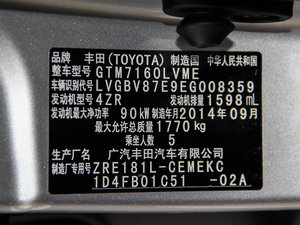 品牌 丰田(TOYOTA) 制造国 中华人民共和国
整车型号 GTM7160LVME
车辆识别代号 LVGBV87E9EG008359
发动机型号 4ZR 发动机排量 1598 mL
发动机最大净功率 90 kW 制造年月 2014年09月
最大允许总质量 1770 kg
乘坐人数 5
生产厂名 广汽丰田汽车有限公司
制造厂专用号 ZRE181L-CEMEKC
1D4FB01C51 -02A